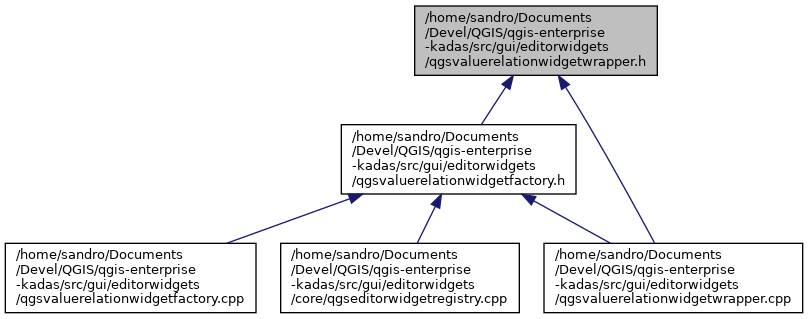 /home/sandro/Documents
/Devel/QGIS/qgis-enterprise
-kadas/src/gui/editorwidgets
/qgsvaluerelationwidgetwrapper.h
/home/sandro/Documents
/Devel/QGIS/qgis-enterprise
-kadas/src/gui/editorwidgets
/qgsvaluerelationwidgetfactory.h
/home/sandro/Documents
/Devel/QGIS/qgis-enterprise
-kadas/src/gui/editorwidgets
/qgsvaluerelationwidgetfactory.cpp
/home/sandro/Documents
/Devel/QGIS/qgis-enterprise
-kadas/src/gui/editorwidgets
/core/qgseditorwidgetregistry.cpp
/home/sandro/Documents
/Devel/QGIS/qgis-enterprise
-kadas/src/gui/editorwidgets
/qgsvaluerelationwidgetwrapper.cpp